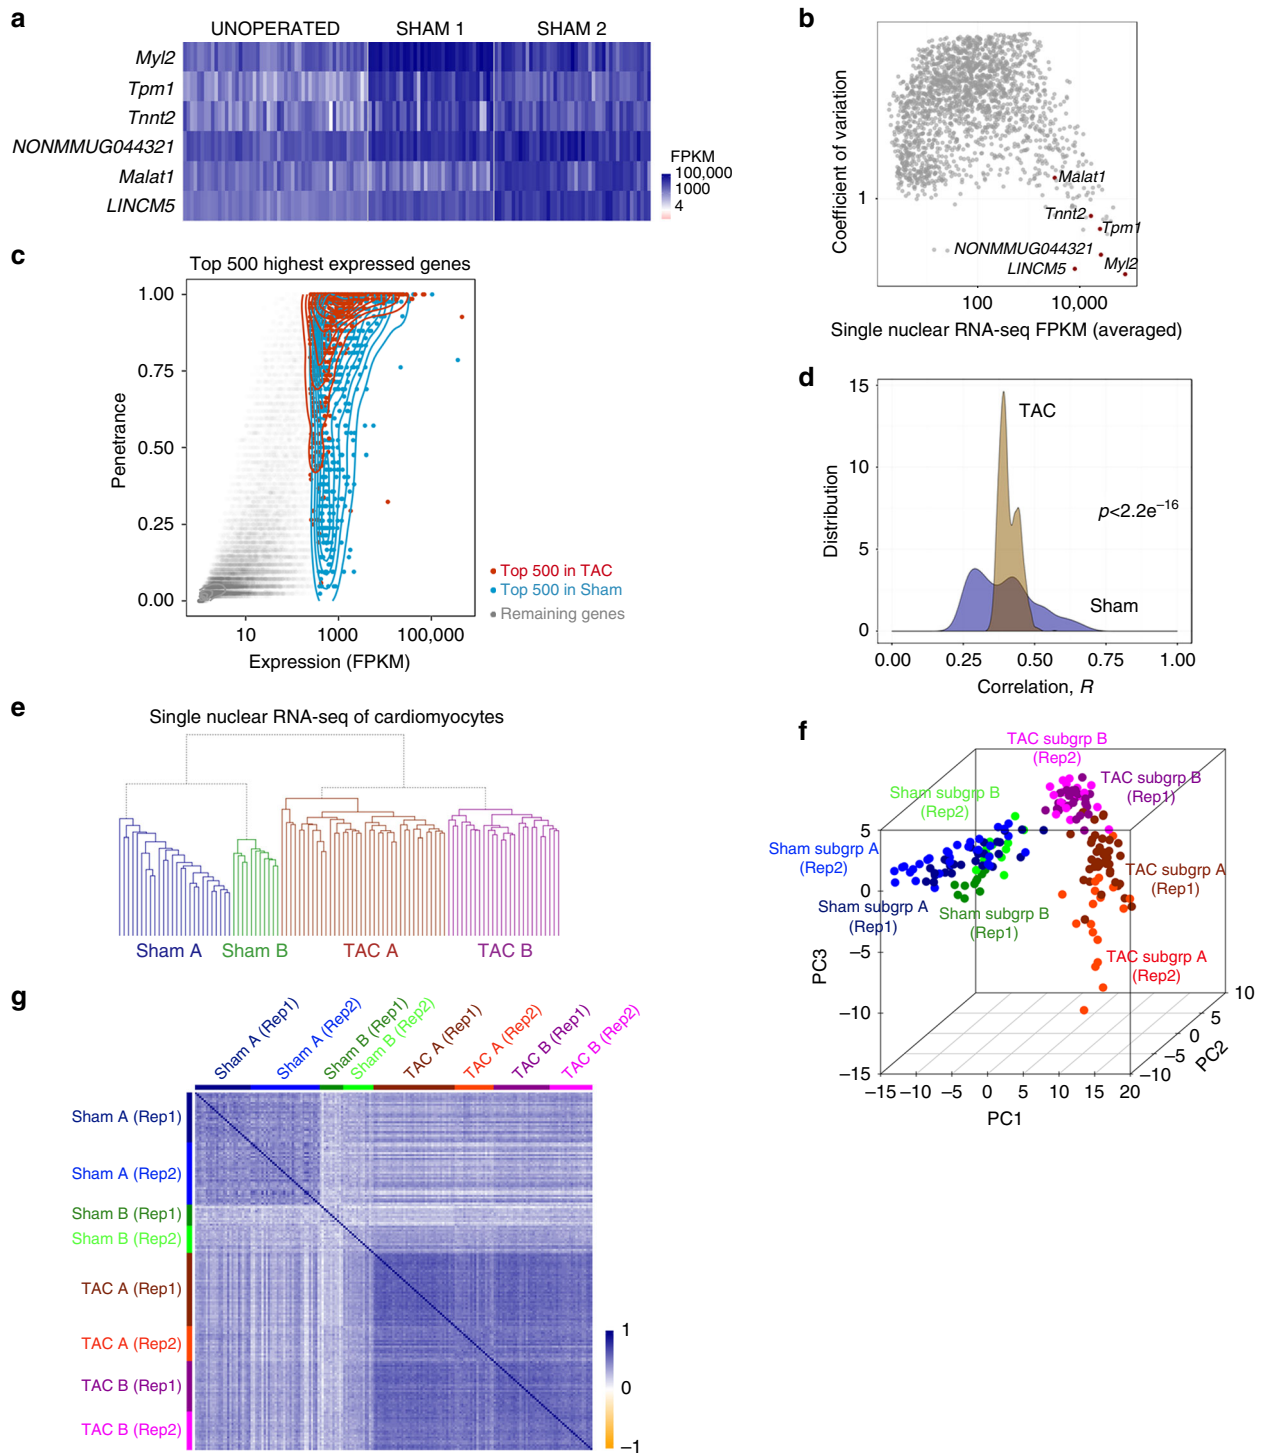 a
UNOPERATED SHAM 1 SHAM 2
Myl2
Tpm1
Tnnt2
NONMMUG044321
Malat1
LINCM5
FPKM
100,000
1000
4
b
Coefficient of variation
1
Malat1
Tnnt2
Tpm1
NONMMUG044321
Myl2
LINCM5
100 10,000
Single nuclear RNA-seq FPKM (averaged)
c
Top 500 highest expressed genes
Penetrance
1.00
0.75
0.50
0.25
0.00
10 1000 100,000
Expression (FPKM)
Top 500 in TAC
Top 500 in Sham
Remaining genes
d
Distribution
15
10
5
0
TAC
p<2.2e−16
Sham
0.00 0.25 0.50 0.75 1.00
Correlation, R
e
Single nuclear RNA-seq of cardiomyocytes
Sham A Sham B TAC A TAC B
f
TAC subgrp B
(Rep2)
TAC subgrp B
(Rep1)
Sham subgrp B
(Rep2)
Sham subgrp A
(Rep2)
TAC subgrp A
(Rep1)
Sham subgrp A
(Rep1)
Sham subgrp B
(Rep1)
TAC subgrp A
(Rep2)
PC3
5
0
−5
−10
−15
−15 −10 −5 0 5 10 15 20
PC1
−10
−5
0
5
10
PC2
g
Sham A (Rep1)
Sham A (Rep2)
Sham B (Rep1)
Sham B (Rep2)
TAC A (Rep1)
TAC A (Rep2)
TAC B (Rep1)
TAC B (Rep2)
Sham A (Rep1)
Sham A (Rep2)
Sham B (Rep1)
Sham B (Rep2)
TAC A (Rep1)
TAC A (Rep2)
TAC B (Rep1)
TAC B (Rep2)
1
0
−1